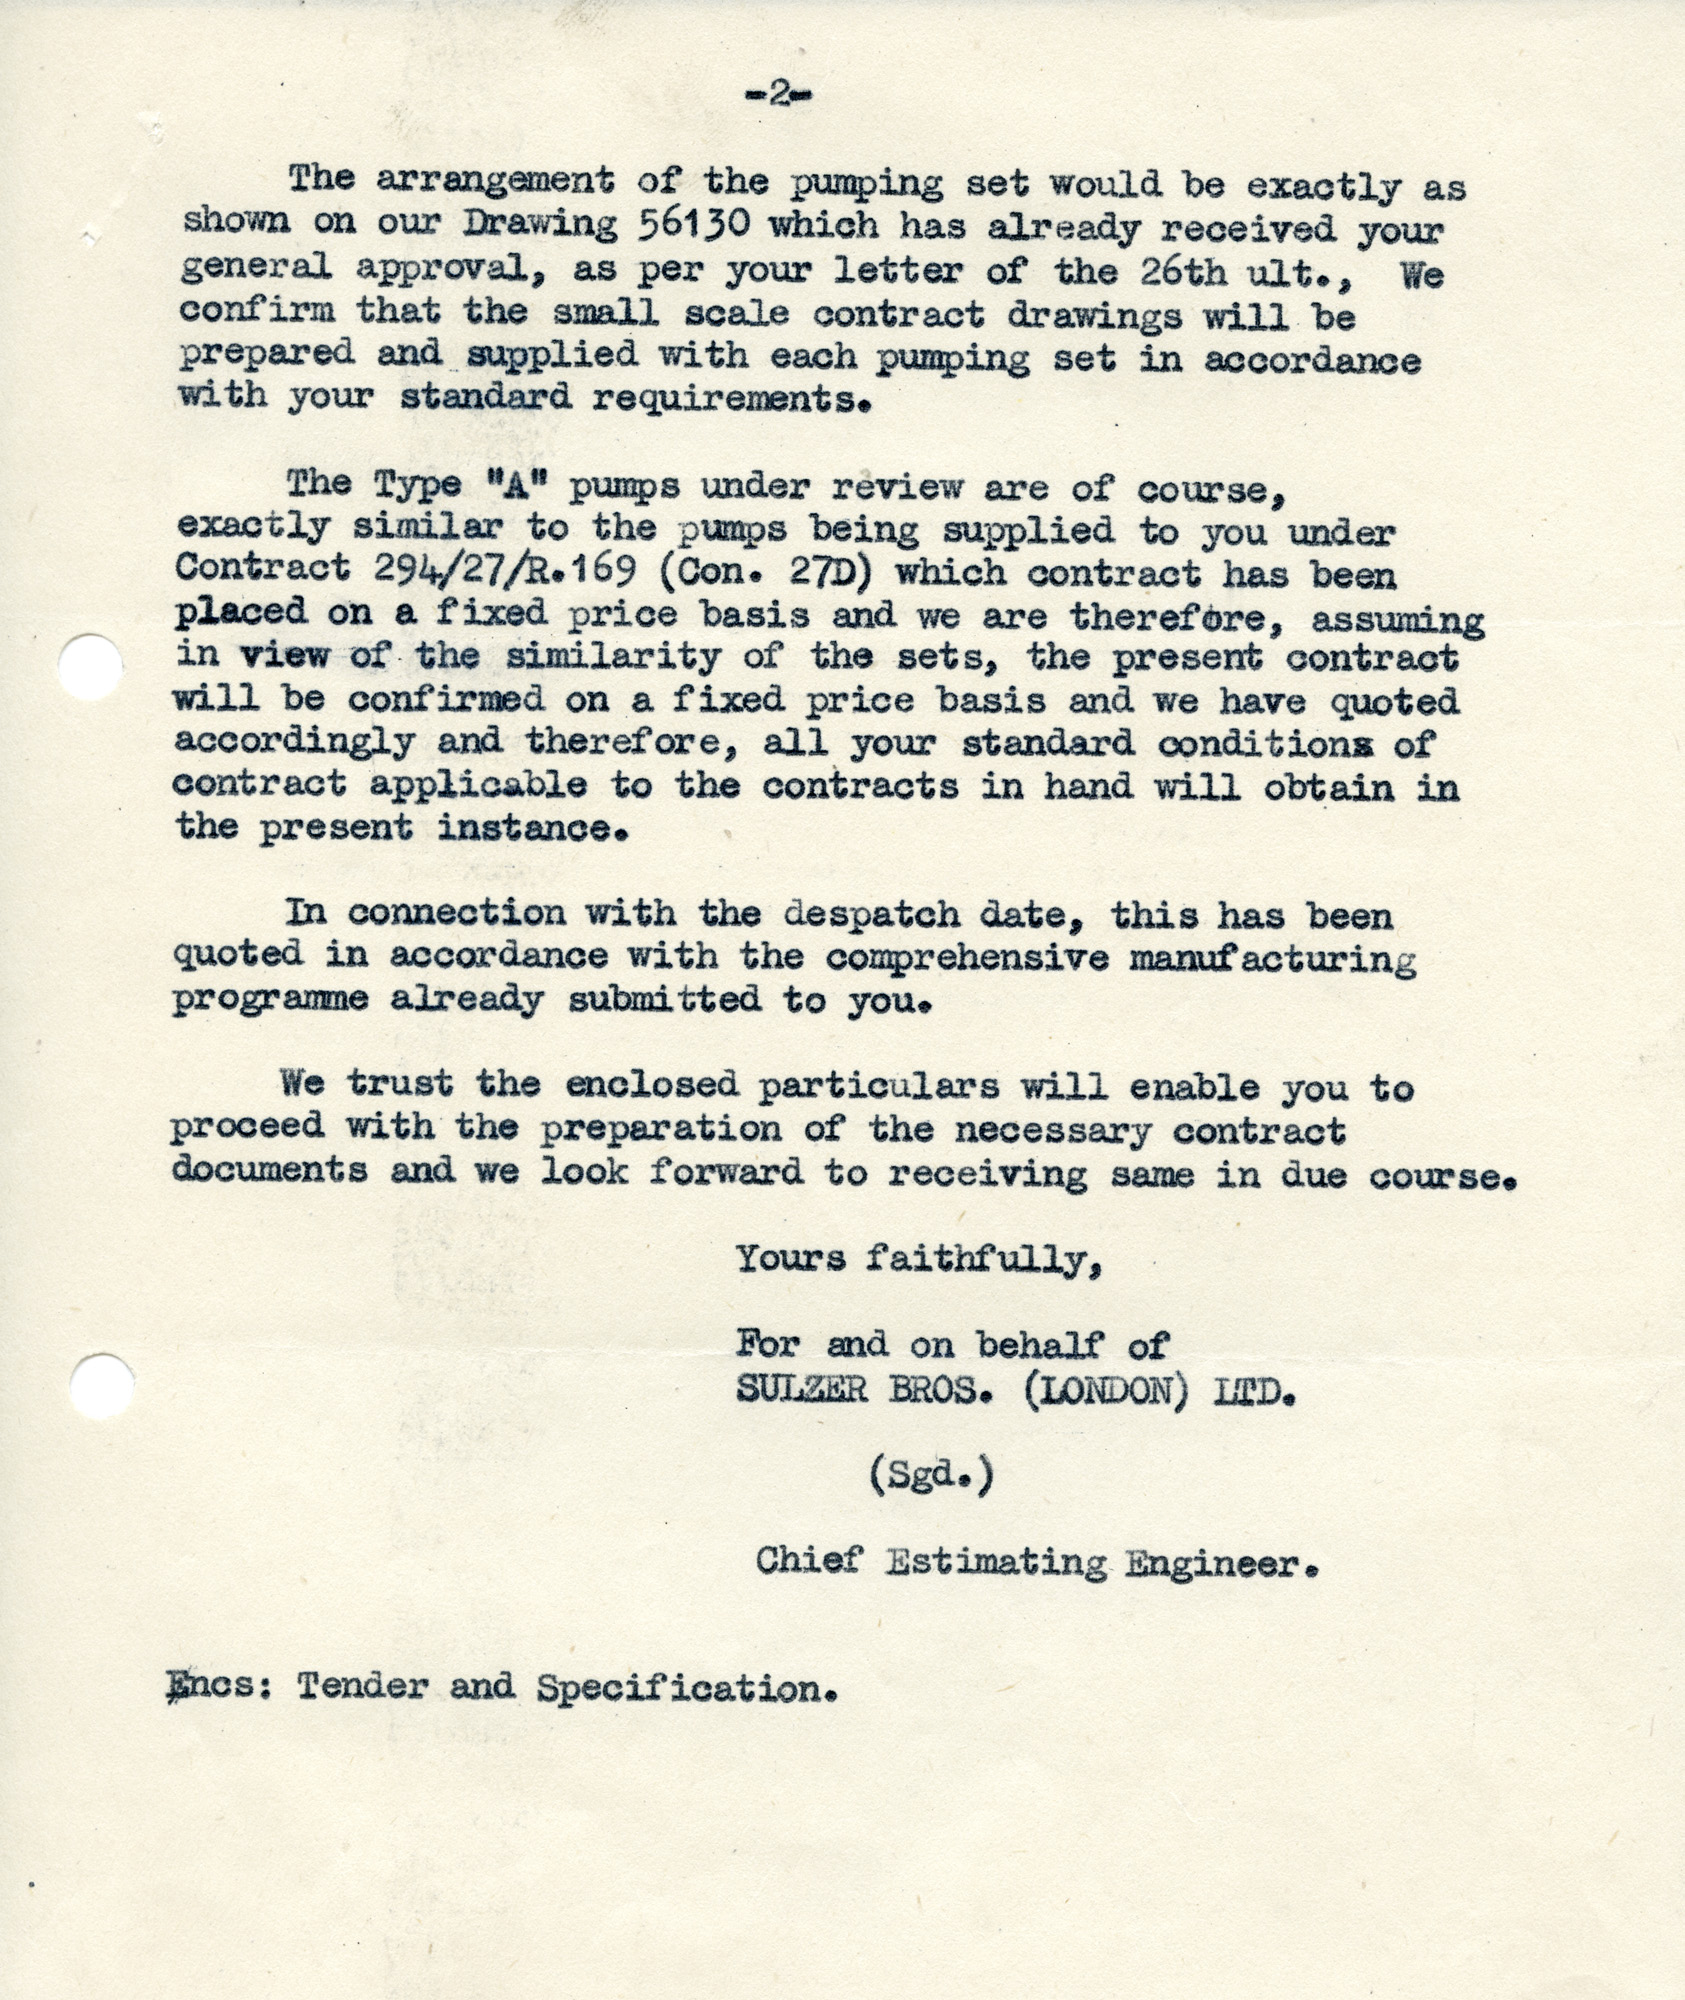 -2-
The arrangement of the pumping set would be exactly as
shown on our Drawing 56130 which has already received your
general approval, as per your letter of the 26th ult., We
confirm that the small scale contract drawings will be
prepared and supplied with each pumping set in accordance
with your standard requirements.
The Type "A" pumps under review are of course,
exactly similar to the pumps being supplied to you under
Contract 294/27/R.169 (Con. 27D) which contract has been
placed on a fixed price basis and we are therefore, assuming
in view of the similarity of the sets, the present contract
will be confirmed on a fixed price basis and we have quoted
accordingly and therefore, all your standard conditions of
contract applicable to the contracts in hand will obtain in
the present instance.
In connection with the despatch date, this has been
quoted in accordance with the comprehensive manufacturing
programme already submitted to you.
We trust the enclosed particulars will enable you to
proceed with the preparation of the necessary contract
documents and we look forward to receiving same in due course.
Yours faithfully,
For and on behalf of
SULZER BROS. (LONDON) LTD.
(Sgd.)
Chief Estimating Engineer.
Encs: Tender and Specification.